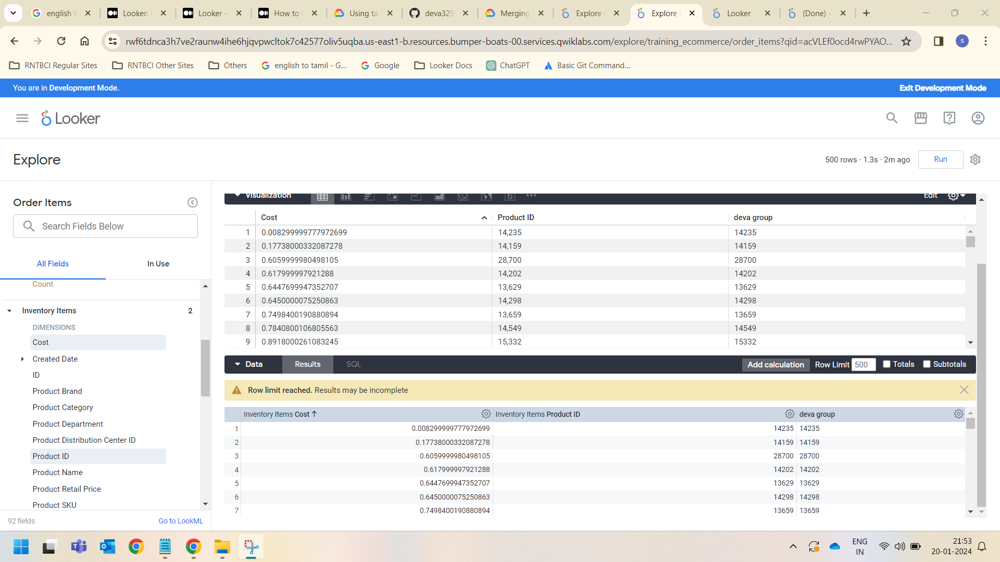 english t
Looker:
Looker –
How to
Using ta
deva329
Merging
Explore
Explore
Looker
(Done) -
rwf6tdnca3h7ve2raunw4ihe6hjqvpwcltok7c42577oliv5uqba.us-east1-b.resources.bumper-boats-00.services.qwiklabs.com/explore/training_ecommerce/order_items?qid=acVLEf0ocd4rwPYAO...
S
RNTBCI Regular Sites
RNTBCI Other Sites
Others
english to tamil - G...
Google
Looker Docs
ChatGPT
Basic Git Command...
You are in Development Mode.
Exit Development Mode
Looker
Explore
500 rows · 1.3s · 2m ago
Run
Order Items
Search Fields Below
All Fields
In Use
Count
Inventory Items 2
DIMENSIONS
Cost
Created Date
ID
Product Brand
Product Category
Product Department
Product Distribution Center ID
Product ID
Product Name
Product Retail Price
Product SKU
92 fields
Go to LookML
Visualization
Edit
Cost Product ID deva group
1 0.008299999777972699 14,235 14235
2 0.17738000332087278 14,159 14159
3 0.6059999980498105 28,700 28700
4 0.617999997921288 14,202 14202
5 0.6447699947352707 13,629 13629
6 0.6450000075250863 14,298 14298
7 0.7498400190880894 13,659 13659
8 0.7840800106805563 14,549 14549
9 0.8918000261083245 15,332 15332
Data Results SQL Add calculation Row Limit 500 Totals Subtotals
Row limit reached. Results may be incomplete
Inventory Items Cost ↑ Inventory Items Product ID deva group
1 0.008299999777972699 14235 14235
2 0.17738000332087278 14159 14159
3 0.6059999980498105 28700 28700
4 0.617999997921288 14202 14202
5 0.6447699947352707 13629 13629
6 0.6450000075250863 14298 14298
7 0.7498400190880894 13659 13659
ENG
IN
21:53
20-01-2024